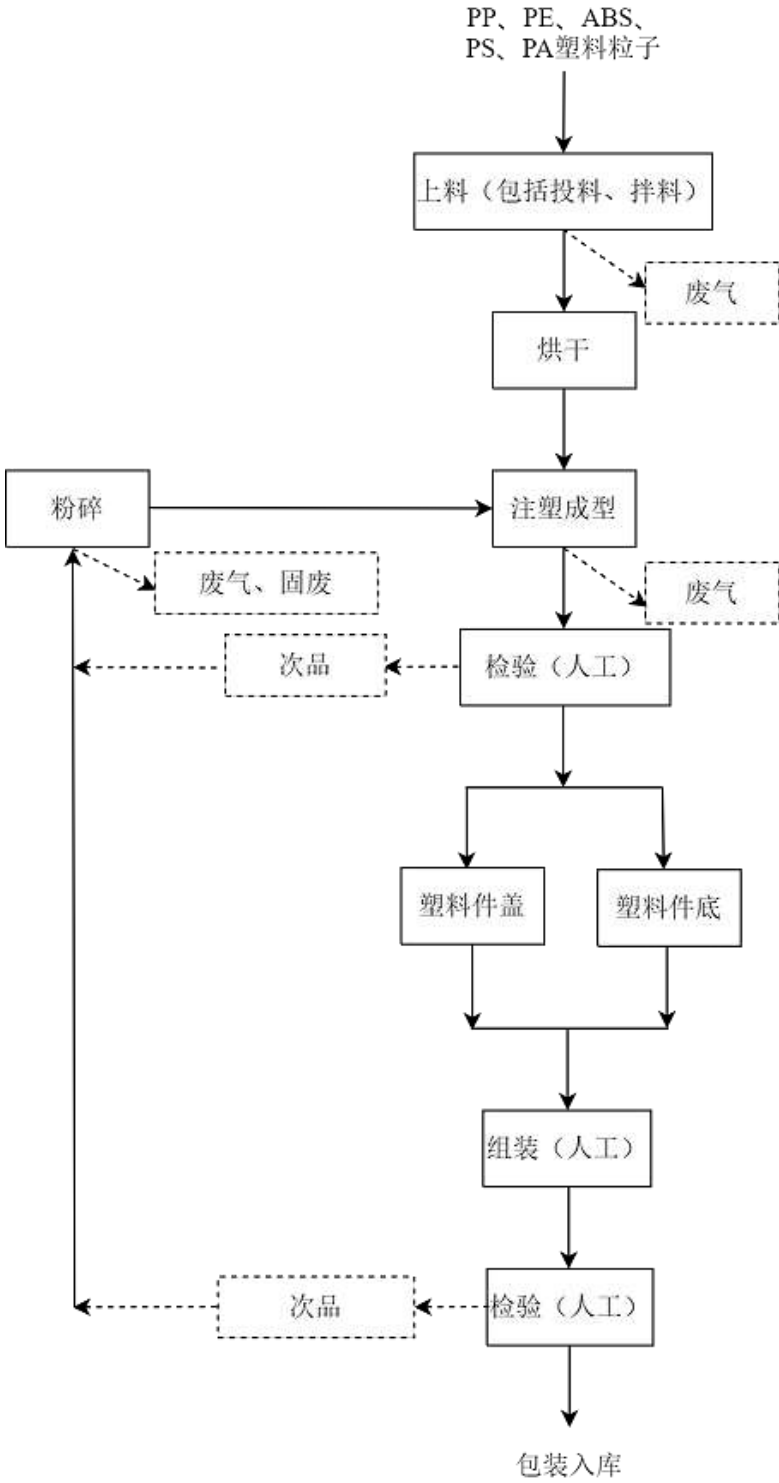 PP、PE、ABS、
PS、PA塑料粒子
上料（包括投料、拌料）
废气
烘干
粉碎
注塑成型
废气、固废
废气
次品
检验（人工）
塑料件盖
塑料件底
组装（人工）
次品
检验（人工）
包装入库